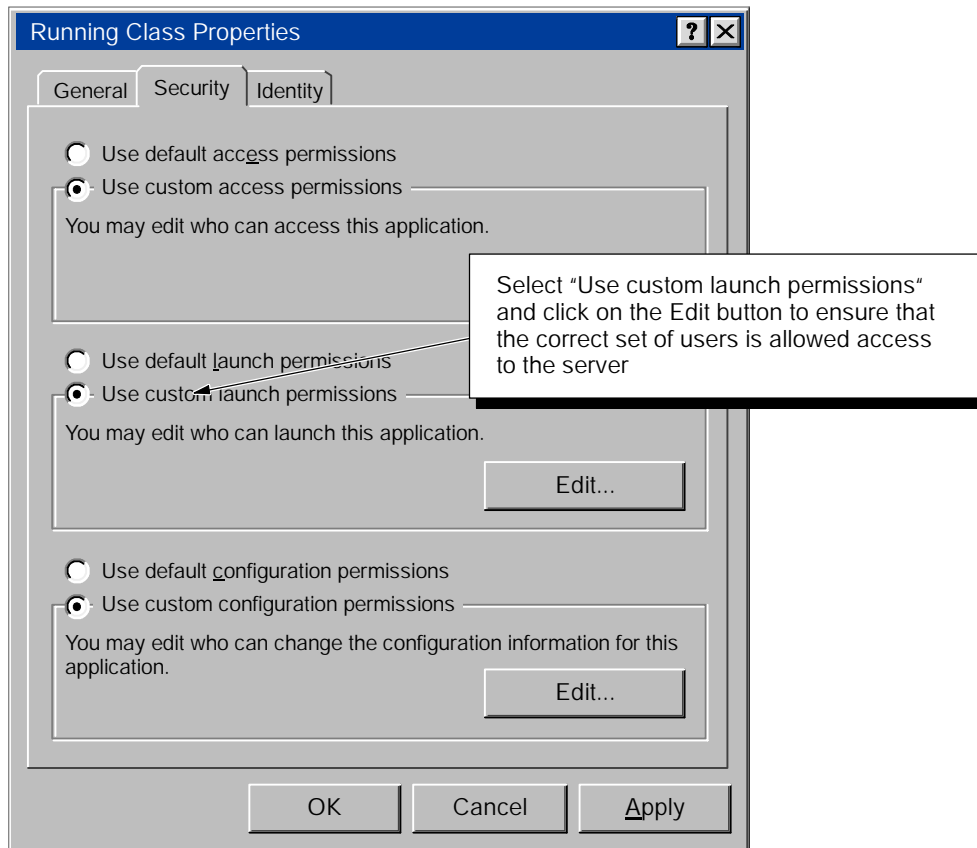 Running Class Properties
General Security Identity
Use default access permissions
Use custom access permissions
You may edit who can access this application.
Select "Use custom launch permissions"
and click on the Edit button to ensure that
the correct set of users is allowed access
to the server
Use default launch permissions
Use custom launch permissions
You may edit who can launch this application.
Edit...
Use default configuration permissions
Use custom configuration permissions
You may edit who can change the configuration information for this
application.
Edit...
OK Cancel Apply